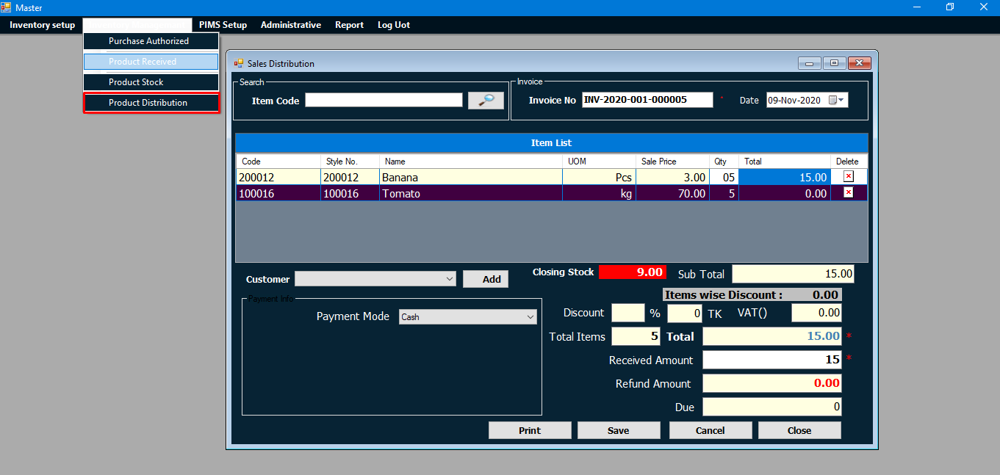 Master
Inventory setup PIMS Setup Administrative Report Log Uot
Purchase Authorized
Product Received
Product Stock
Product Distribution
Sales Distribution
Search
Item Code
Invoice
Invoice No INV-2020-001-000005 * Date 09-Nov-2020
Item List
Code Style No. Name UOM Sale Price Qty Total Delete
200012 200012 Banana Pcs 3.00 05 15.00
100016 100016 Tomato kg 70.00 5 0.00
Customer Add
Closing Stock 9.00 Sub Total 15.00
Items wise Discount : 0.00
Payment Info
Payment Mode Cash
Discount % 0 TK VAT() 0.00
Total Items 5 Total 15.00 *
Received Amount 15 *
Refund Amount 0.00
Due 0
Print Save Cancel Close